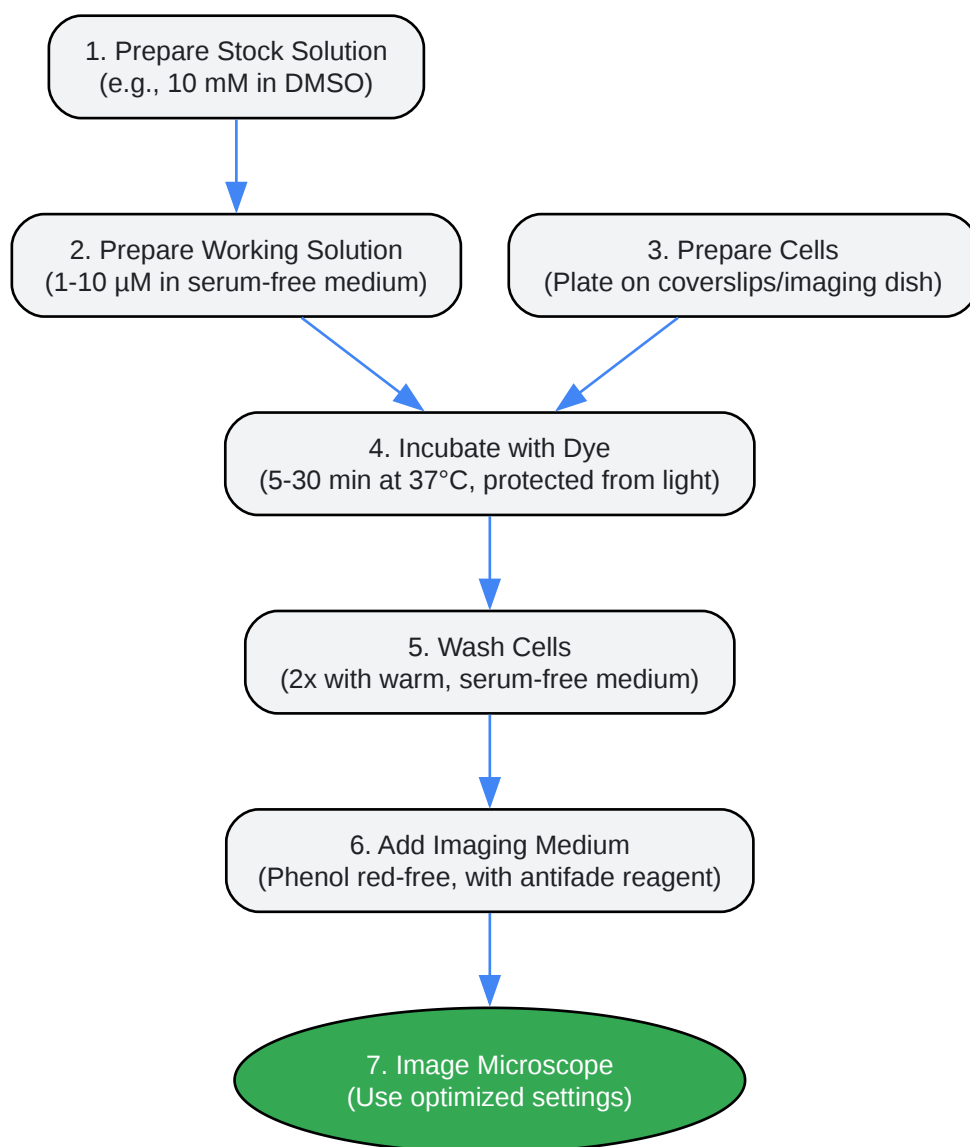 1. Prepare Stock Solution
(e.g., 10 mM in DMSO)
2. Prepare Working Solution
(1-10 µM in serum-free medium)
3. Prepare Cells
(Plate on coverslips/imaging dish)
4. Incubate with Dye
(5-30 min at 37°C, protected from light)
5. Wash Cells
(2x with warm, serum-free medium)
6. Add Imaging Medium
(Phenol red-free, with antifade reagent)
7. Image Microscope
(Use optimized settings)